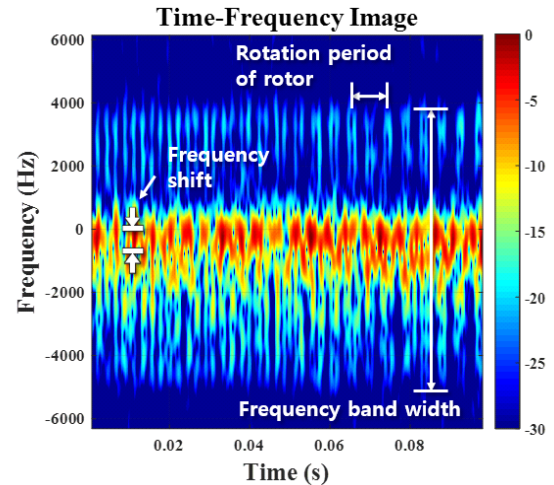 Time-Frequency Image
Rotation period
of rotor
Frequency
shift
Frequency band width
Frequency (Hz)
6000
4000
2000
0
-2000
-4000
-6000
0.02
0.04
0.06
0.08
Time (s)
0
-5
-10
-15
-20
-25
-30